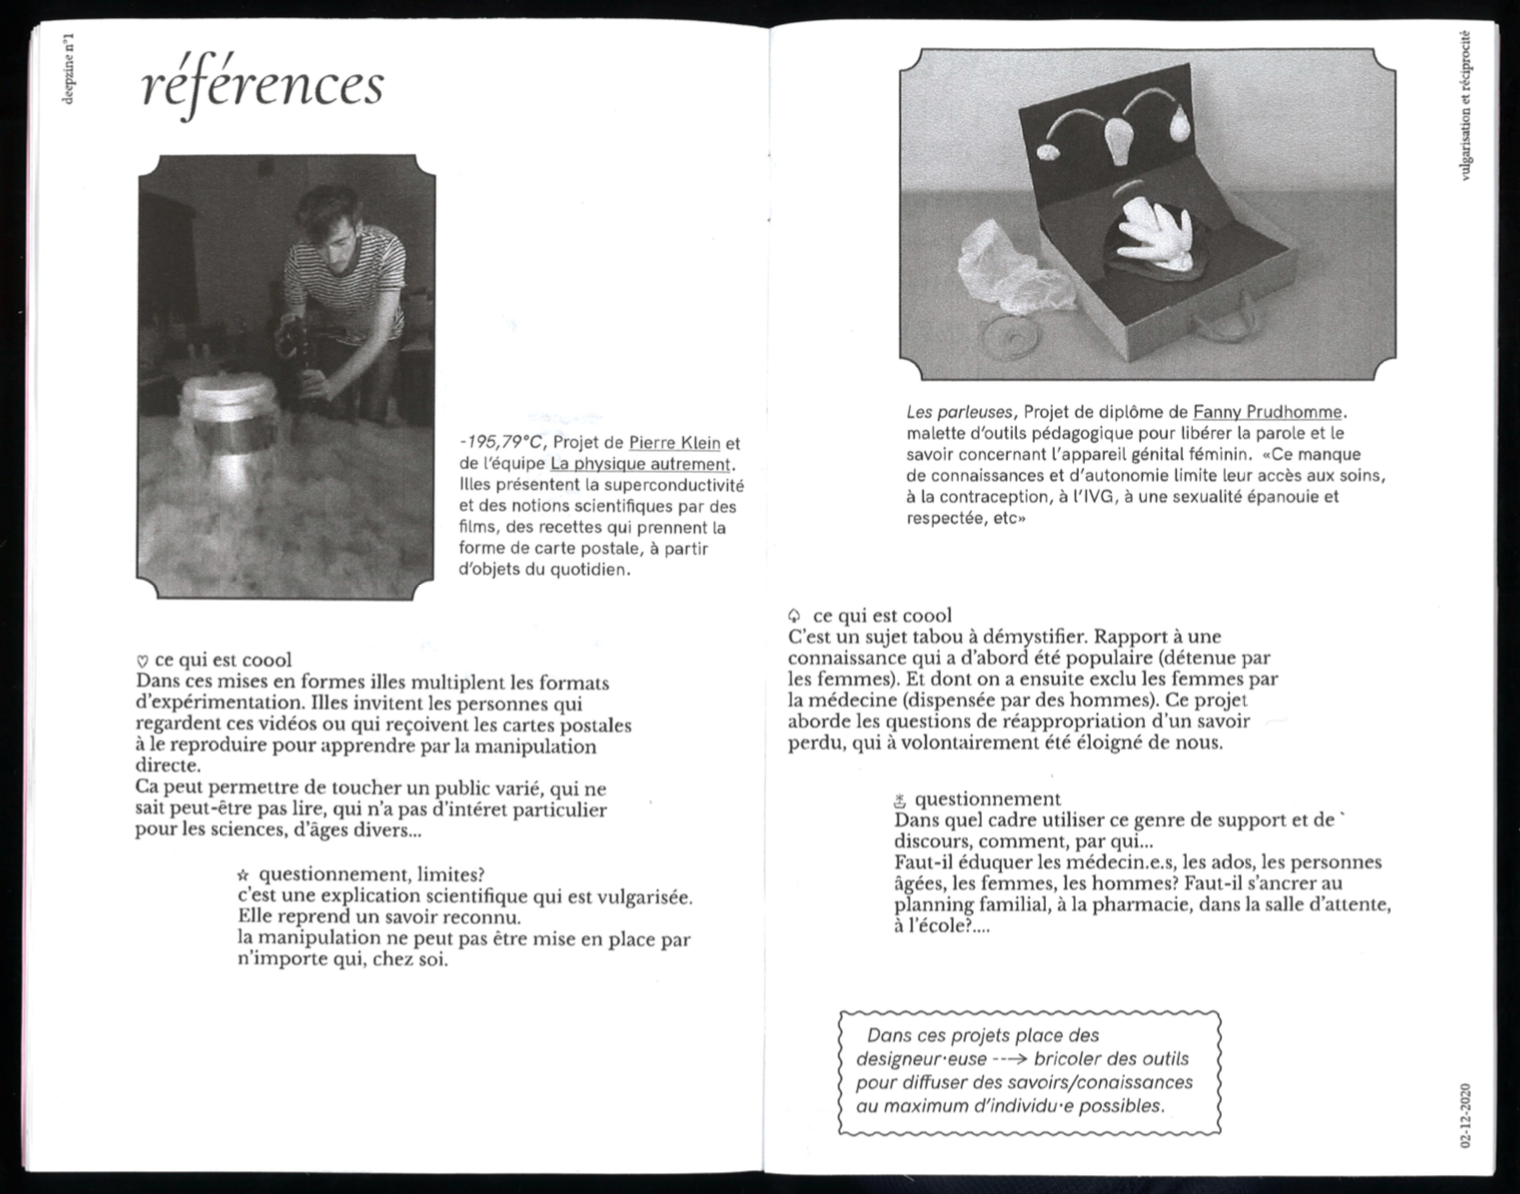 deepzine n°1
références
-195,79°C, Projet de Pierre Klein et
de l'équipe La physique autrement.
Illes présentent la superconductivité
et des notions scientifiques par des
films, des recettes qui prennent la
forme de carte postale, à partir
d'objets du quotidien.
♡ ce qui est coool
Dans ces mises en formes illes multiplent les formats
d'expérimentation. Illes invitent les personnes qui
regardent ces vidéos ou qui reçoivent les cartes postales
à le reproduire pour apprendre par la manipulation
directe.
Ca peut permettre de toucher un public varié, qui ne
sait peut-être pas lire, qui n'a pas d'intéret particulier
pour les sciences, d'âges divers...
☆ questionnement, limites?
c'est une explication scientifique qui est vulgarisée.
Elle reprend un savoir reconnu.
la manipulation ne peut pas être mise en place par
n'importe qui, chez soi.
vulgarisation et réciprocité
Les parleuses, Projet de diplôme de Fanny Prudhomme.
malette d'outils pédagogique pour libérer la parole et le
savoir concernant l'appareil génital féminin. «Ce manque
de connaissances et d'autonomie limite leur accès aux soins,
à la contraception, à l'IVG, à une sexualité épanouie et
respectée, etc»
♤ ce qui est coool
C'est un sujet tabou à démystifier. Rapport à une
connaissance qui a d'abord été populaire (détenue par
les femmes). Et dont on a ensuite exclu les femmes par
la médecine (dispensée par des hommes). Ce projet
aborde les questions de réappropriation d'un savoir
perdu, qui à volontairement été éloigné de nous.
questionnement
Dans quel cadre utiliser ce genre de support et de
discours, comment, par qui...
Faut-il éduquer les médecin.e.s, les ados, les personnes
âgées, les femmes, les hommes? Faut-il s'ancrer au
planning familial, à la pharmacie, dans la salle d'attente,
à l'école?....
Dans ces projets place des
designeur·euse ---> bricoler des outils
pour diffuser des savoirs/conaissances
au maximum d'individu·e possibles.
02-12-2020